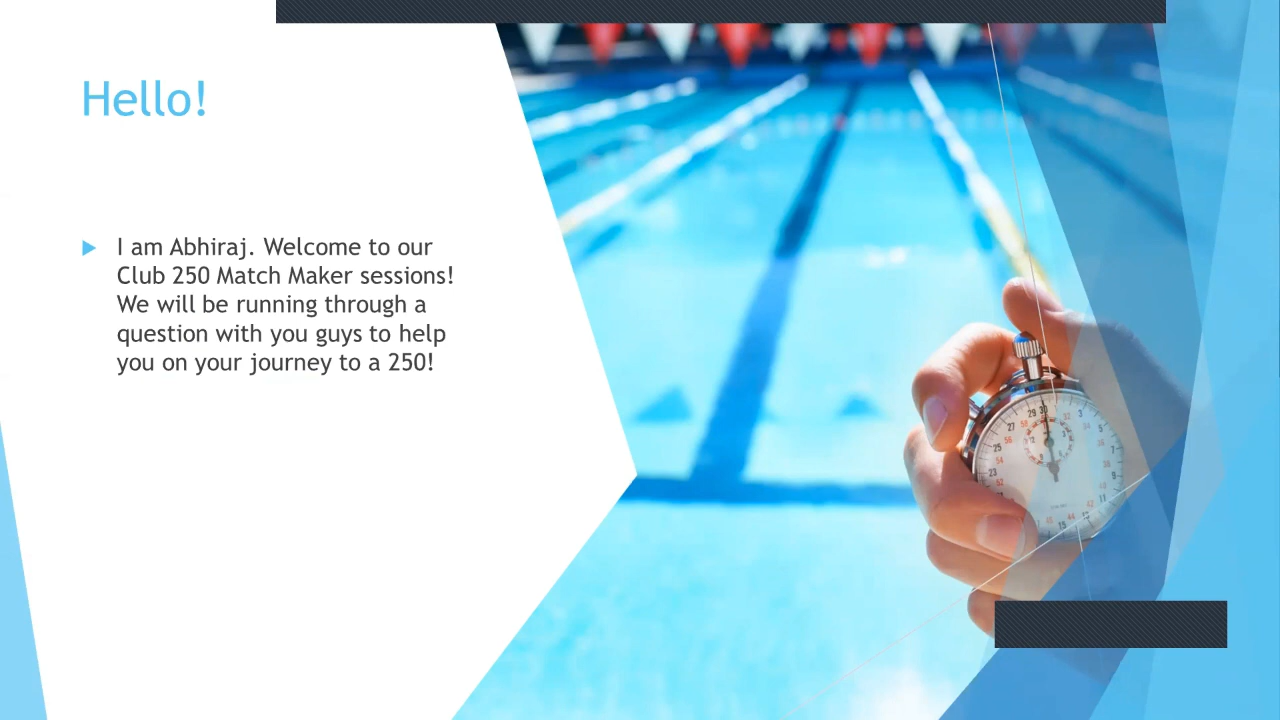 Hello!
I am Abhiraj. Welcome to our
Club 250 Match Maker sessions!
We will be running through a
question with you guys to help
you on your journey to a 250!